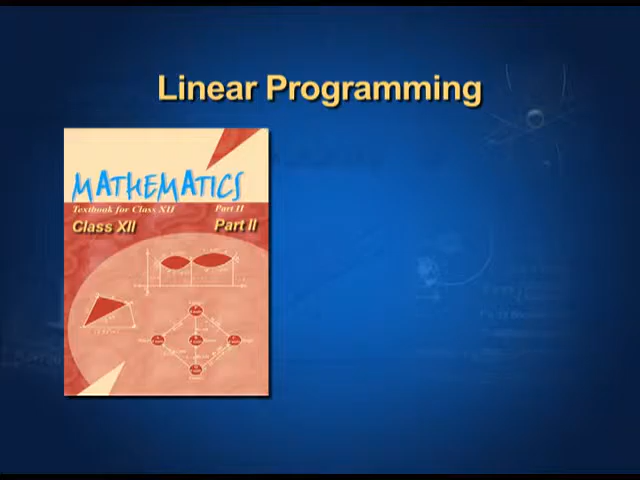 Linear Programming
MATHEMATICS
Textbook for Class XII Part II
Class XII Part II